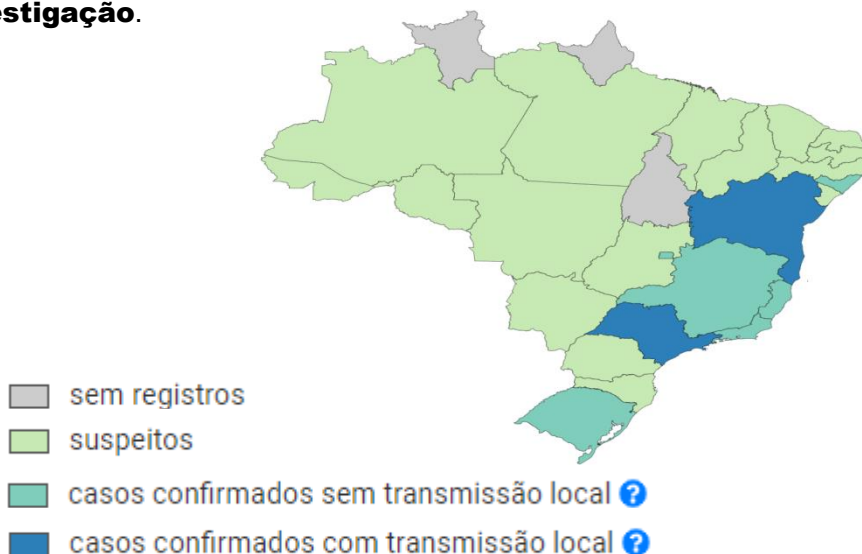 estigação.
sem registros
suspeitos
casos confirmados sem transmissão local ?
casos confirmados com transmissão local ?